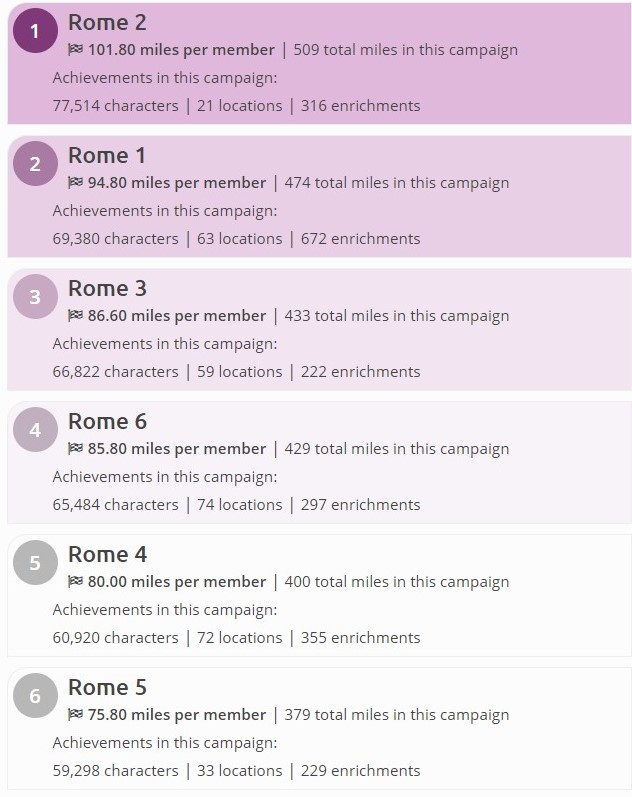 1
Rome 2
101.80 miles per member | 509 total miles in this campaign
Achievements in this campaign:
77,514 characters | 21 locations | 316 enrichments
2
Rome 1
94.80 miles per member | 474 total miles in this campaign
Achievements in this campaign:
69,380 characters | 63 locations | 672 enrichments
3
Rome 3
86.60 miles per member | 433 total miles in this campaign
Achievements in this campaign:
66,822 characters | 59 locations | 222 enrichments
4
Rome 6
85.80 miles per member | 429 total miles in this campaign
Achievements in this campaign:
65,484 characters | 74 locations | 297 enrichments
5
Rome 4
80.00 miles per member | 400 total miles in this campaign
Achievements in this campaign:
60,920 characters | 72 locations | 355 enrichments
6
Rome 5
75.80 miles per member | 379 total miles in this campaign
Achievements in this campaign:
59,298 characters | 33 locations | 229 enrichments